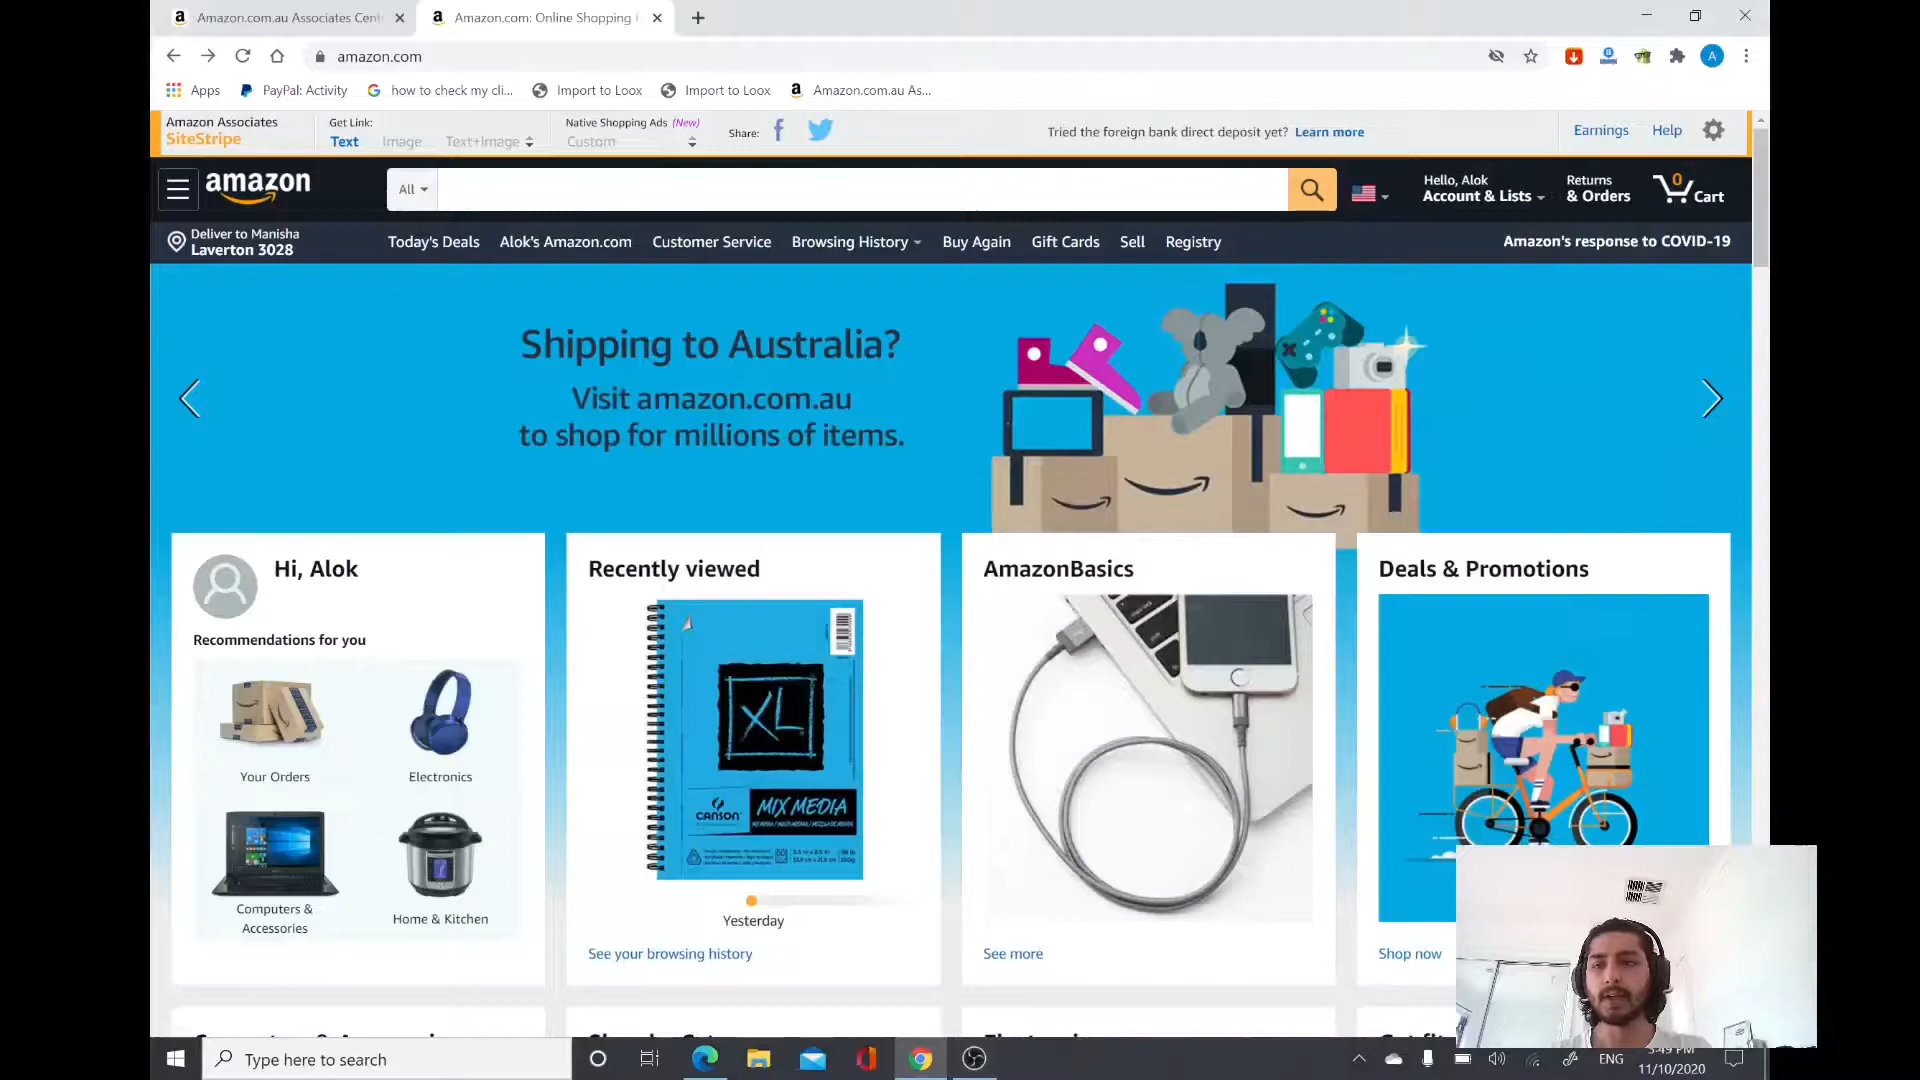 Amazon.com.au Associates Cent
Amazon.com: Online Shopping
amazon.com
A
Apps
PayPal: Activity
how to check my cli...
Import to Loox
Import to Loox
Amazon.com.au As...
Amazon Associates
SiteStripe
Get Link:
Text
Image
Text+Image
Native Shopping Ads (New)
Custom
Share:
Tried the foreign bank direct deposit yet? Learn more
Earnings
Help
amazon
All
Hello, Alok
Account & Lists
Returns
& Orders
0
Cart
Deliver to Manisha
Laverton 3028
Today's Deals
Alok's Amazon.com
Customer Service
Browsing History
Buy Again
Gift Cards
Sell
Registry
Amazon's response to COVID-19
Shipping to Australia?
Visit amazon.com.au
to shop for millions of items.
Hi, Alok
Recommendations for you
Your Orders
Electronics
Computers &
Accessories
Home & Kitchen
Recently viewed
XL
CANSON
MIX MEDIA
Yesterday
See your browsing history
AmazonBasics
See more
Deals & Promotions
Shop now
Type here to search
ENG
3:49 PM
11/10/2020